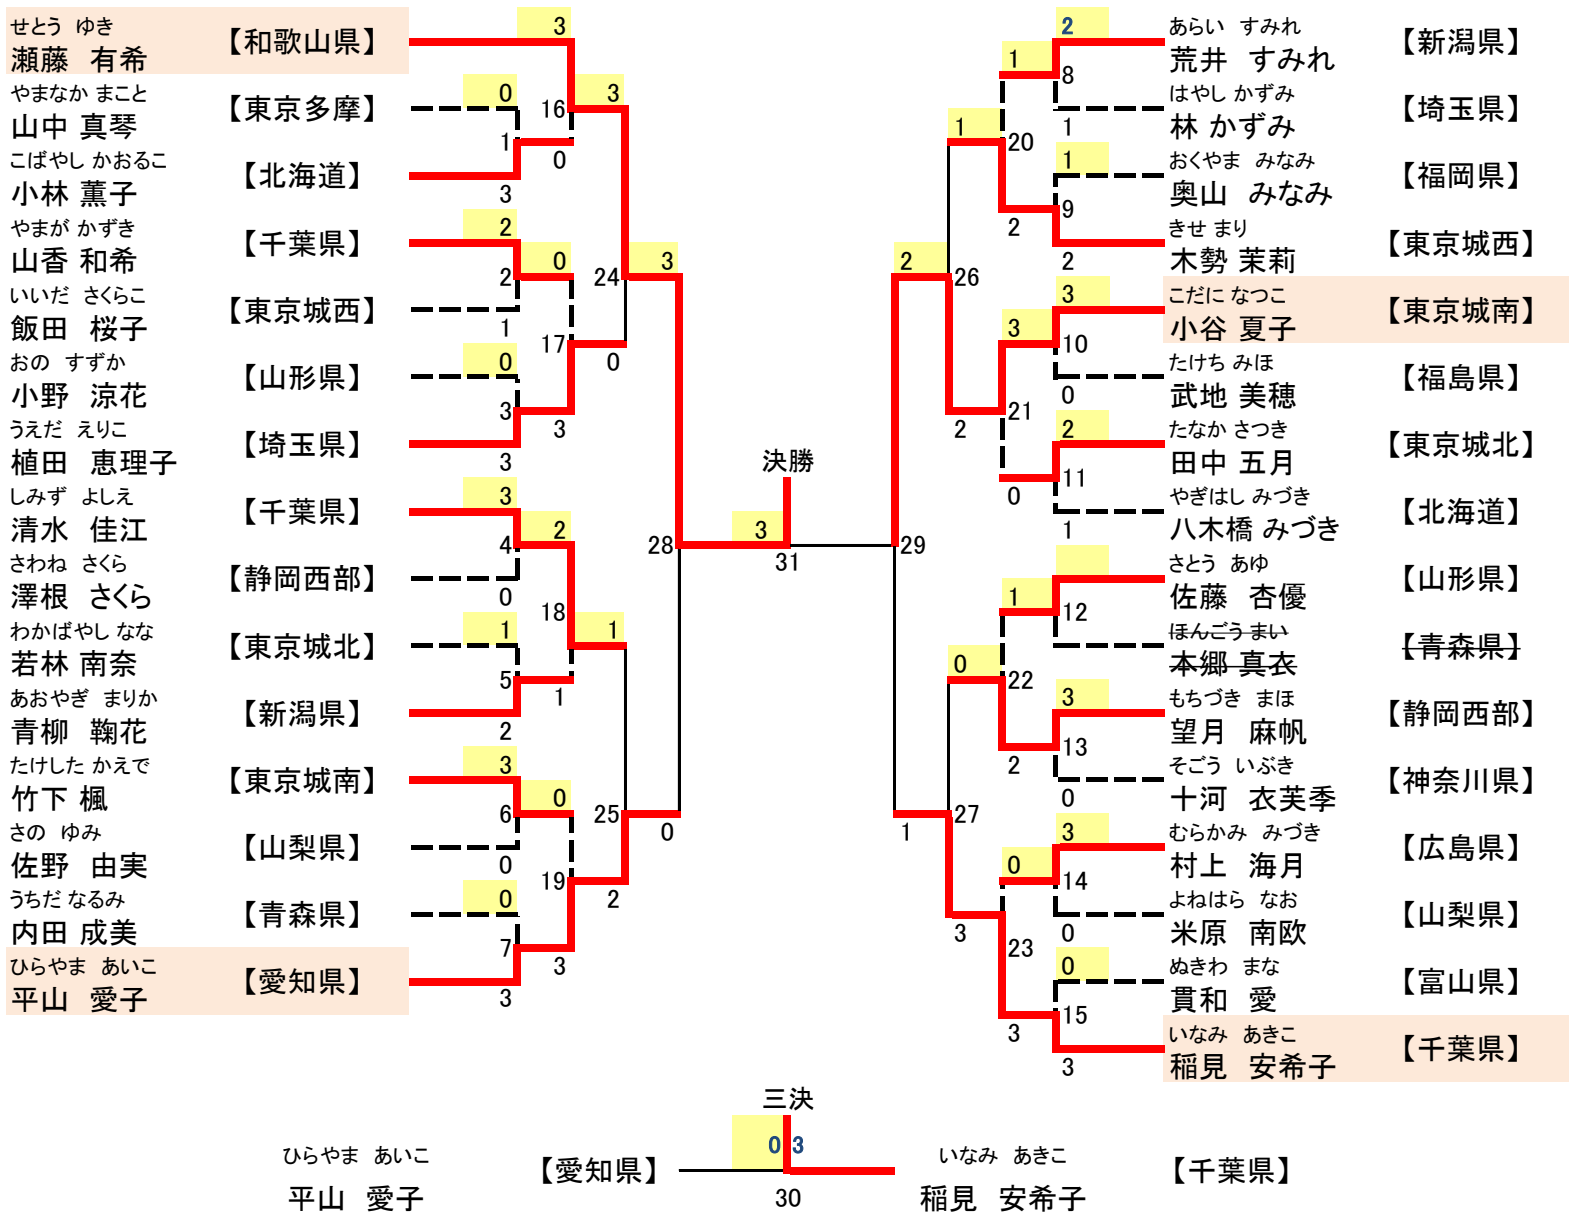 せとう ゆき
瀬藤 有希
【和歌山県】
3
やまなか まこと
山中 真琴
【東京多摩】
0
16
3
1
0
こばやし かおるこ
小林 薫子
【北海道】
3
やまが かずき
山香 和希
【千葉県】
2
2
0
24
3
いいだ さくらこ
飯田 桜子
【東京城西】
1
17
0
おの すずか
小野 涼花
【山形県】
0
3
3
うえだ えりこ
植田 恵理子
【埼玉県】
3
しみず よしえ
清水 佳江
【千葉県】
3
4
2
28
さわね さくら
澤根 さくら
【静岡西部】
0
18
1
わかばやし なな
若林 南奈
【東京城北】
1
5
1
あおやぎ まりか
青柳 鞠花
【新潟県】
2
たけした かえで
竹下 楓
【東京城南】
3
6
0
25
0
さの ゆみ
佐野 由実
【山梨県】
0
19
2
うちだ なるみ
内田 成美
【青森県】
0
7
3
ひらやま あいこ
平山 愛子
【愛知県】
3
決勝
3
31
2
あらい すみれ
荒井 すみれ
【新潟県】
1
8
はやし かずみ
林 かずみ
【埼玉県】
1
1
20
おくやま みなみ
奥山 みなみ
【福岡県】
1
9
2
きせ まり
木勢 茉莉
【東京城西】
2
2
26
こだに なつこ
小谷 夏子
【東京城南】
3
3
10
たけち みほ
武地 美穂
【福島県】
0
21
2
たなか さつき
田中 五月
【東京城北】
2
0
11
やぎはし みづき
八木橋 みづき
【北海道】
1
29
さとう あゆ
佐藤 杏優
【山形県】
1
12
ほんごう まい
本郷 真衣
【青森県】
0
22
もちづき まほ
望月 麻帆
【静岡西部】
3
13
2
そごう いぶき
十河 衣芙季
【神奈川県】
0
1
27
むらかみ みづき
村上 海月
【広島県】
3
0
14
よねはら なお
米原 南欧
【山梨県】
0
3
23
ぬきわ まな
貫和 愛
【富山県】
0
15
3
いなみ あきこ
稲見 安希子
【千葉県】
3
三決
ひらやま あいこ
平山 愛子
【愛知県】
0 3
30
いなみ あきこ
稲見 安希子
【千葉県】